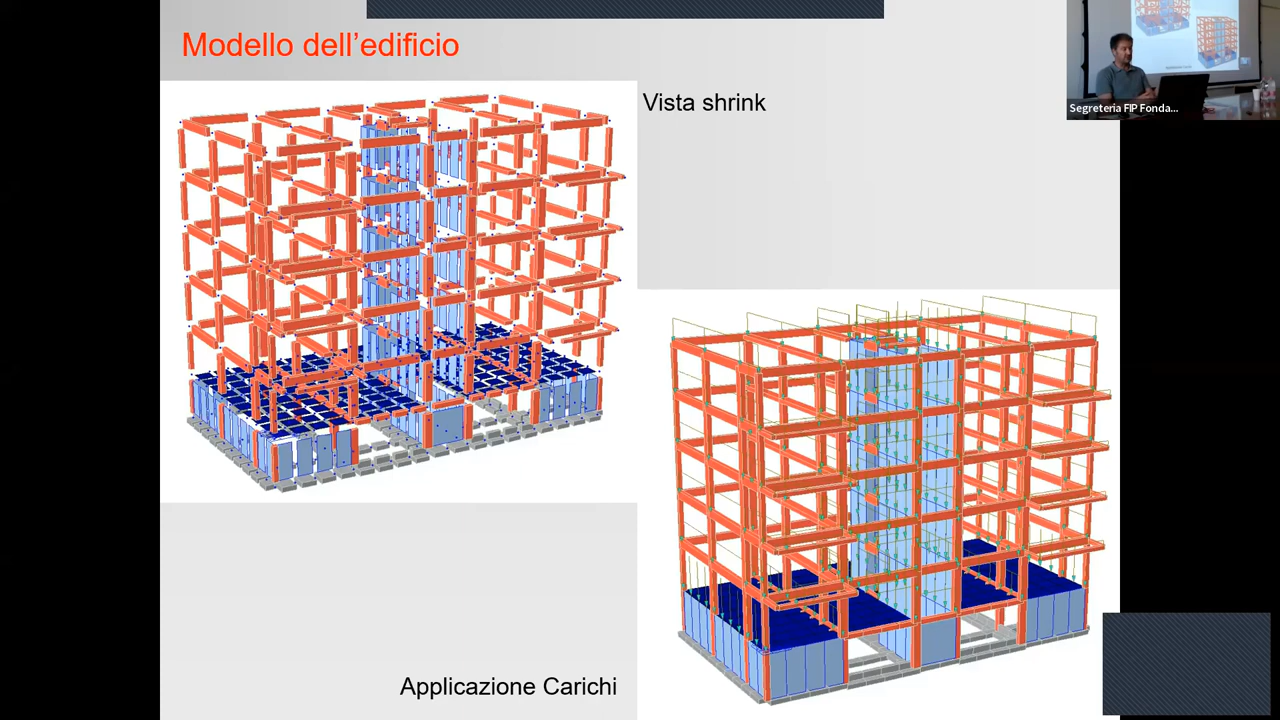 Modello dell’edificio
Vista shrink
Segreteria FIP Fonda...
Applicazione Carichi